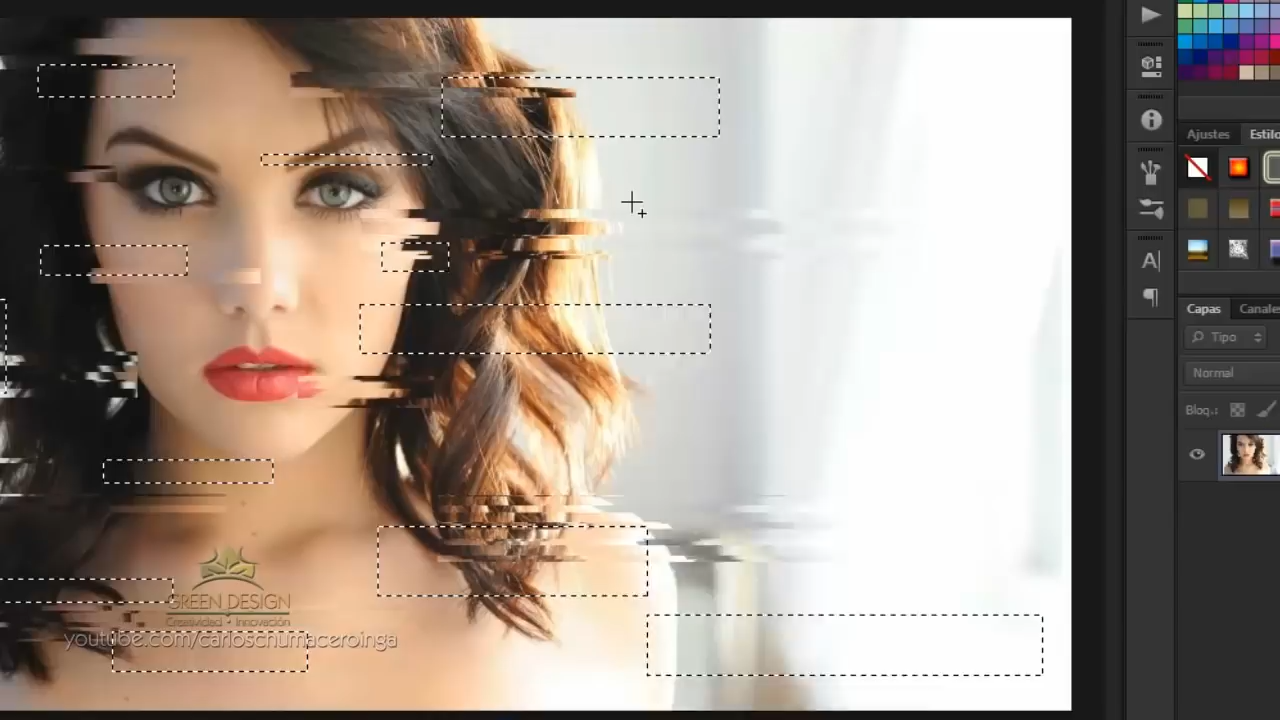 Ajustes Estilo
Capas Canale
Tipo
Normal
Bloq.:
GREEN DESIGN
Creatividad • Innovación
youtube.com/carloschumaceroinga